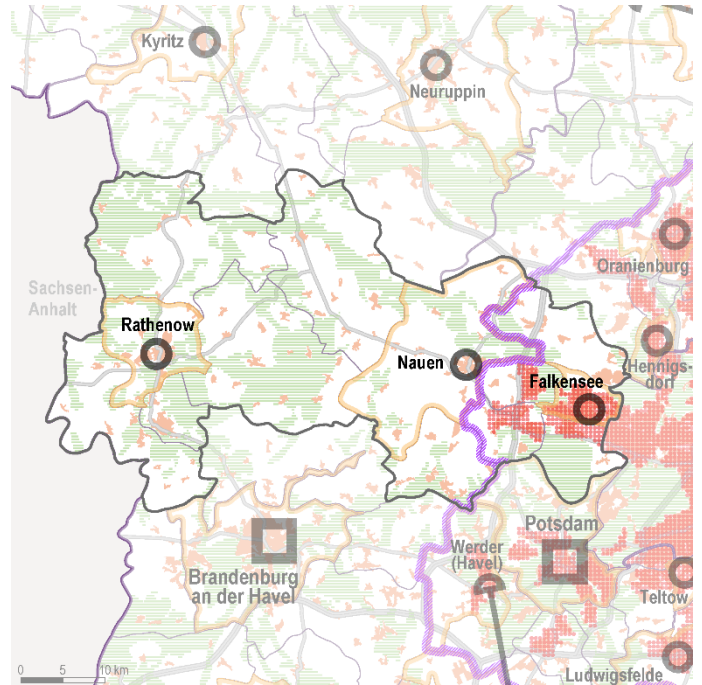 Kyritz
Neuruppin
Oranienburg
Sachsen-
Anhalt
Rathenow
Nauen
Hennigs-
dorf
Falkensee
Potsdam
Werder
(Havel)
Brandenburg
an der Havel
Teltow
Ludwigsfelde
0 5 10 km